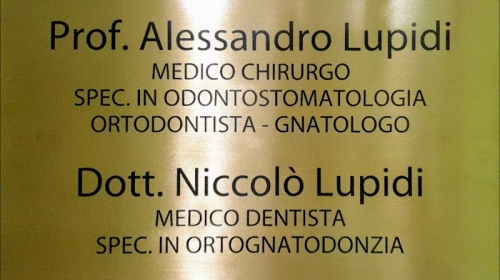 Prof. Alessandro Lupidi
MEDICO CHIRURGO
SPEC. IN ODONTOSTOMATOLOGIA
ORTODONTISTA - GNATOLOGO
Dott. Niccolò Lupidi
MEDICO DENTISTA
SPEC. IN ORTOGNATODONZIA